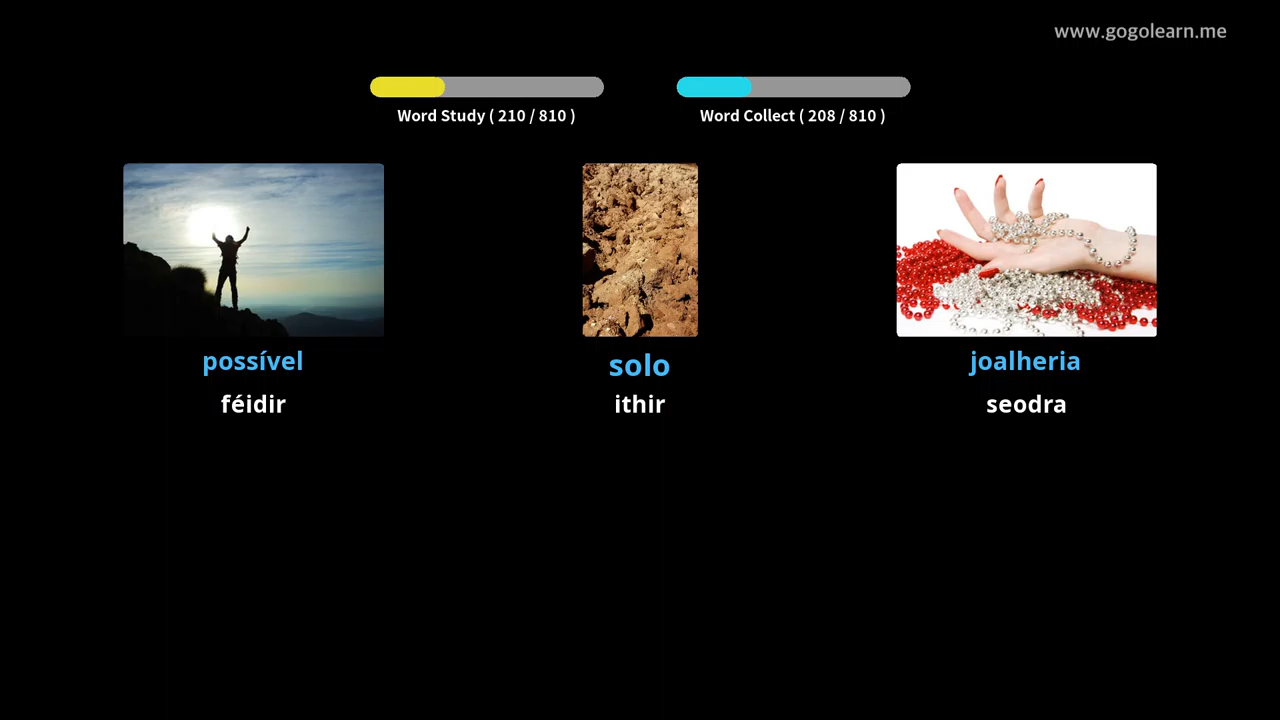 www.gogolearn.me
Word Study ( 210 / 810 )
Word Collect ( 208 / 810 )
possível
solo
joalheria
féidir
ithir
seodra